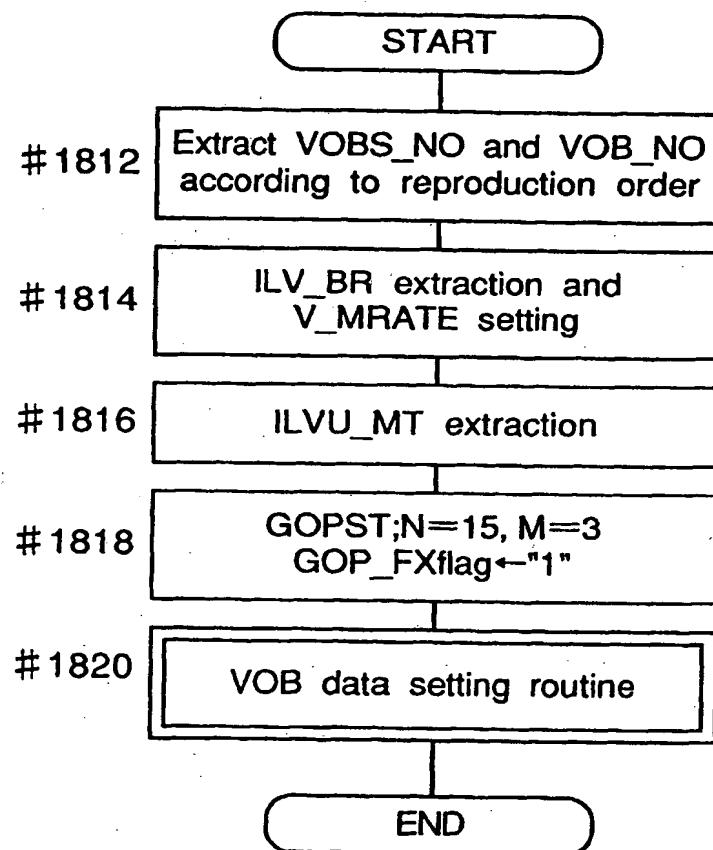 START
#1812
Extract VOBS_NO and VOB_NO
according to reproduction order
#1814
ILV_BR extraction and
V_MRATE setting
#1816
ILVU_MT extraction
#1818
GOPST;N=15, M=3
GOP_FXflag←"1"
#1820
VOB data setting routine
END